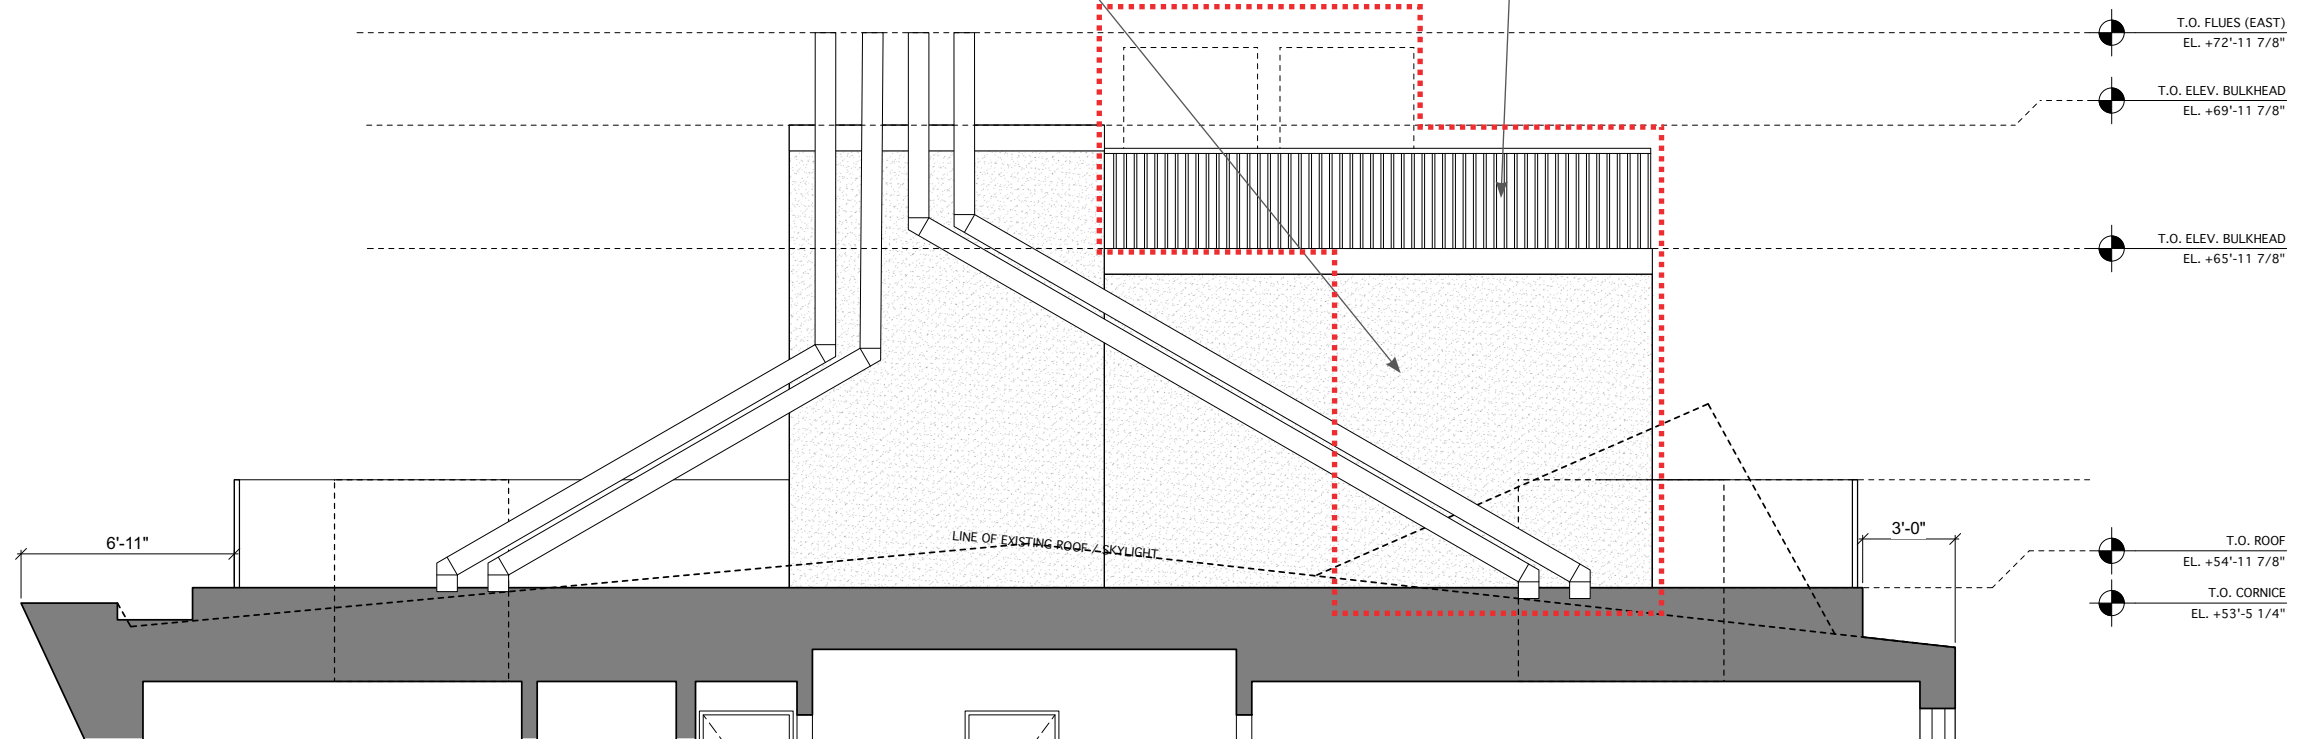 T.O. FLUES (EAST)
EL. +72'-11 7/8"
T.O. ELEV. BULKHEAD
EL. +69'-11 7/8"
T.O. ELEV. BULKHEAD
EL. +65'-11 7/8"
6'-11"
LINE OF EXISTING ROOF / SKYLIGHT
3'-0"
T.O. ROOF
EL. +54'-11 7/8"
T.O. CORNICE
EL. +53'-5 1/4"